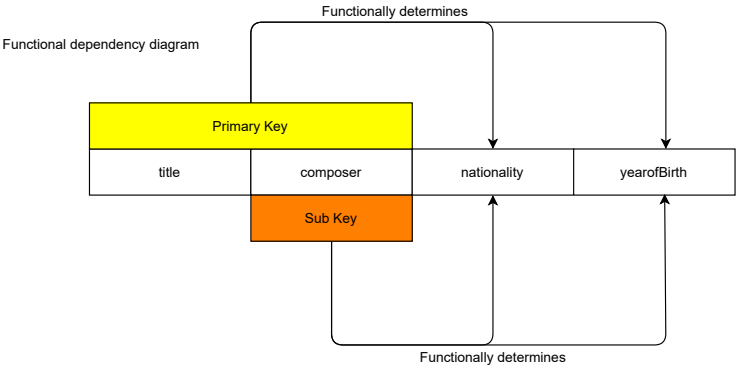 Functionally determines
Functional dependency diagram
Primary Key
title composer nationality yearofBirth
Sub Key
Functionally determines